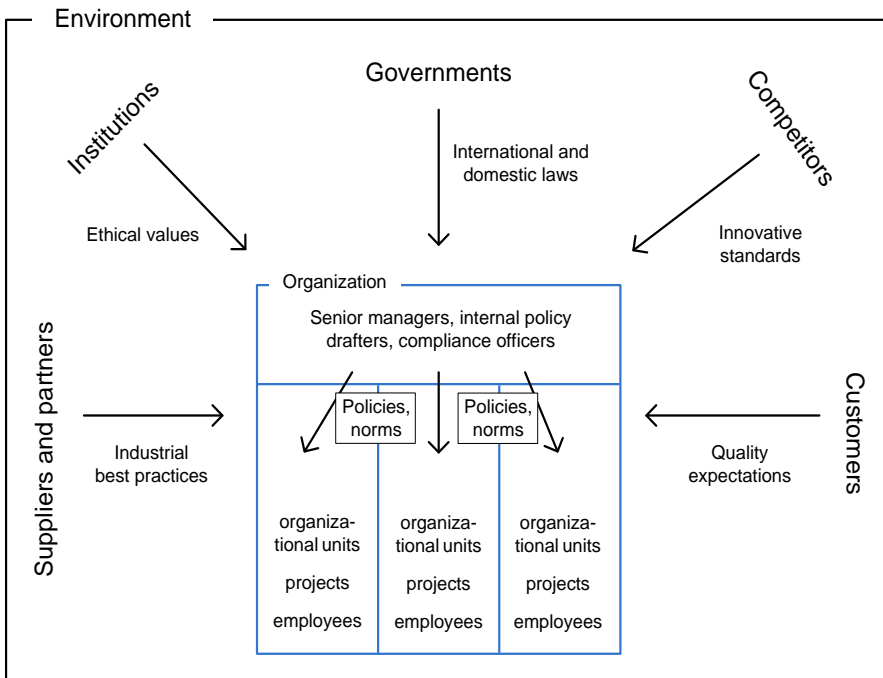 Environment
Governments
Institutions
Competitors
International and
domestic laws
Ethical values
Innovative
standards
Organization
Senior managers, internal policy
drafters, compliance officers
Suppliers and partners
Customers
Policies,
norms
Policies,
norms
Industrial
best practices
Quality
expectations
organiza-
tional units
projects
employees
organiza-
tional units
projects
employees
organiza-
tional units
projects
employees